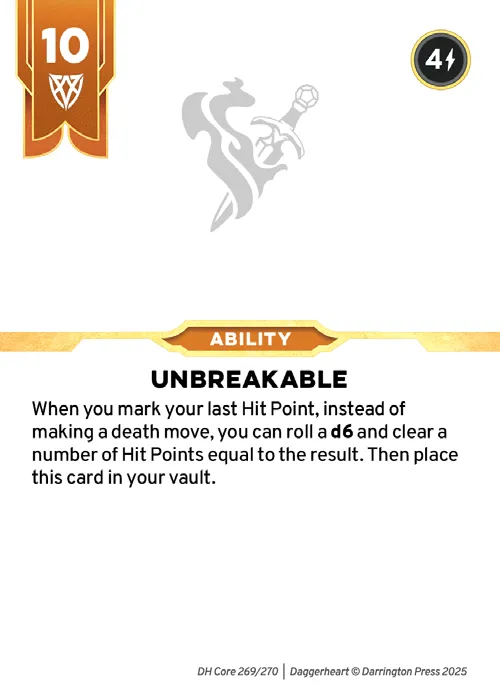 10
4
ABILITY
UNBREAKABLE
When you mark your last Hit Point, instead of
making a death move, you can roll a d6 and clear a
number of Hit Points equal to the result. Then place
this card in your vault.
DH Core 269/270 | Daggerheart © Darrington Press 2025